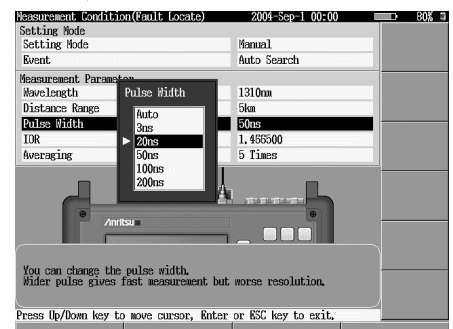 Measurement Condition(Fault Locate) 2004-Sep-1 00:00 80%
Setting Mode
Setting Mode Manual
Event Auto Search
Measurement Parameter
Wavelength 1310nm
Distance Range 5km
Pulse Width 50ns
IOR 1.466500
Averaging 5 Times
Pulse Width
Auto
3ns
20ns
50ns
100ns
200ns
Anritsu
You can change the pulse width.
Wider pulse gives fast measurement but worse resolution.
Press Up/Down key to move cursor, Enter or ESC key to exit.